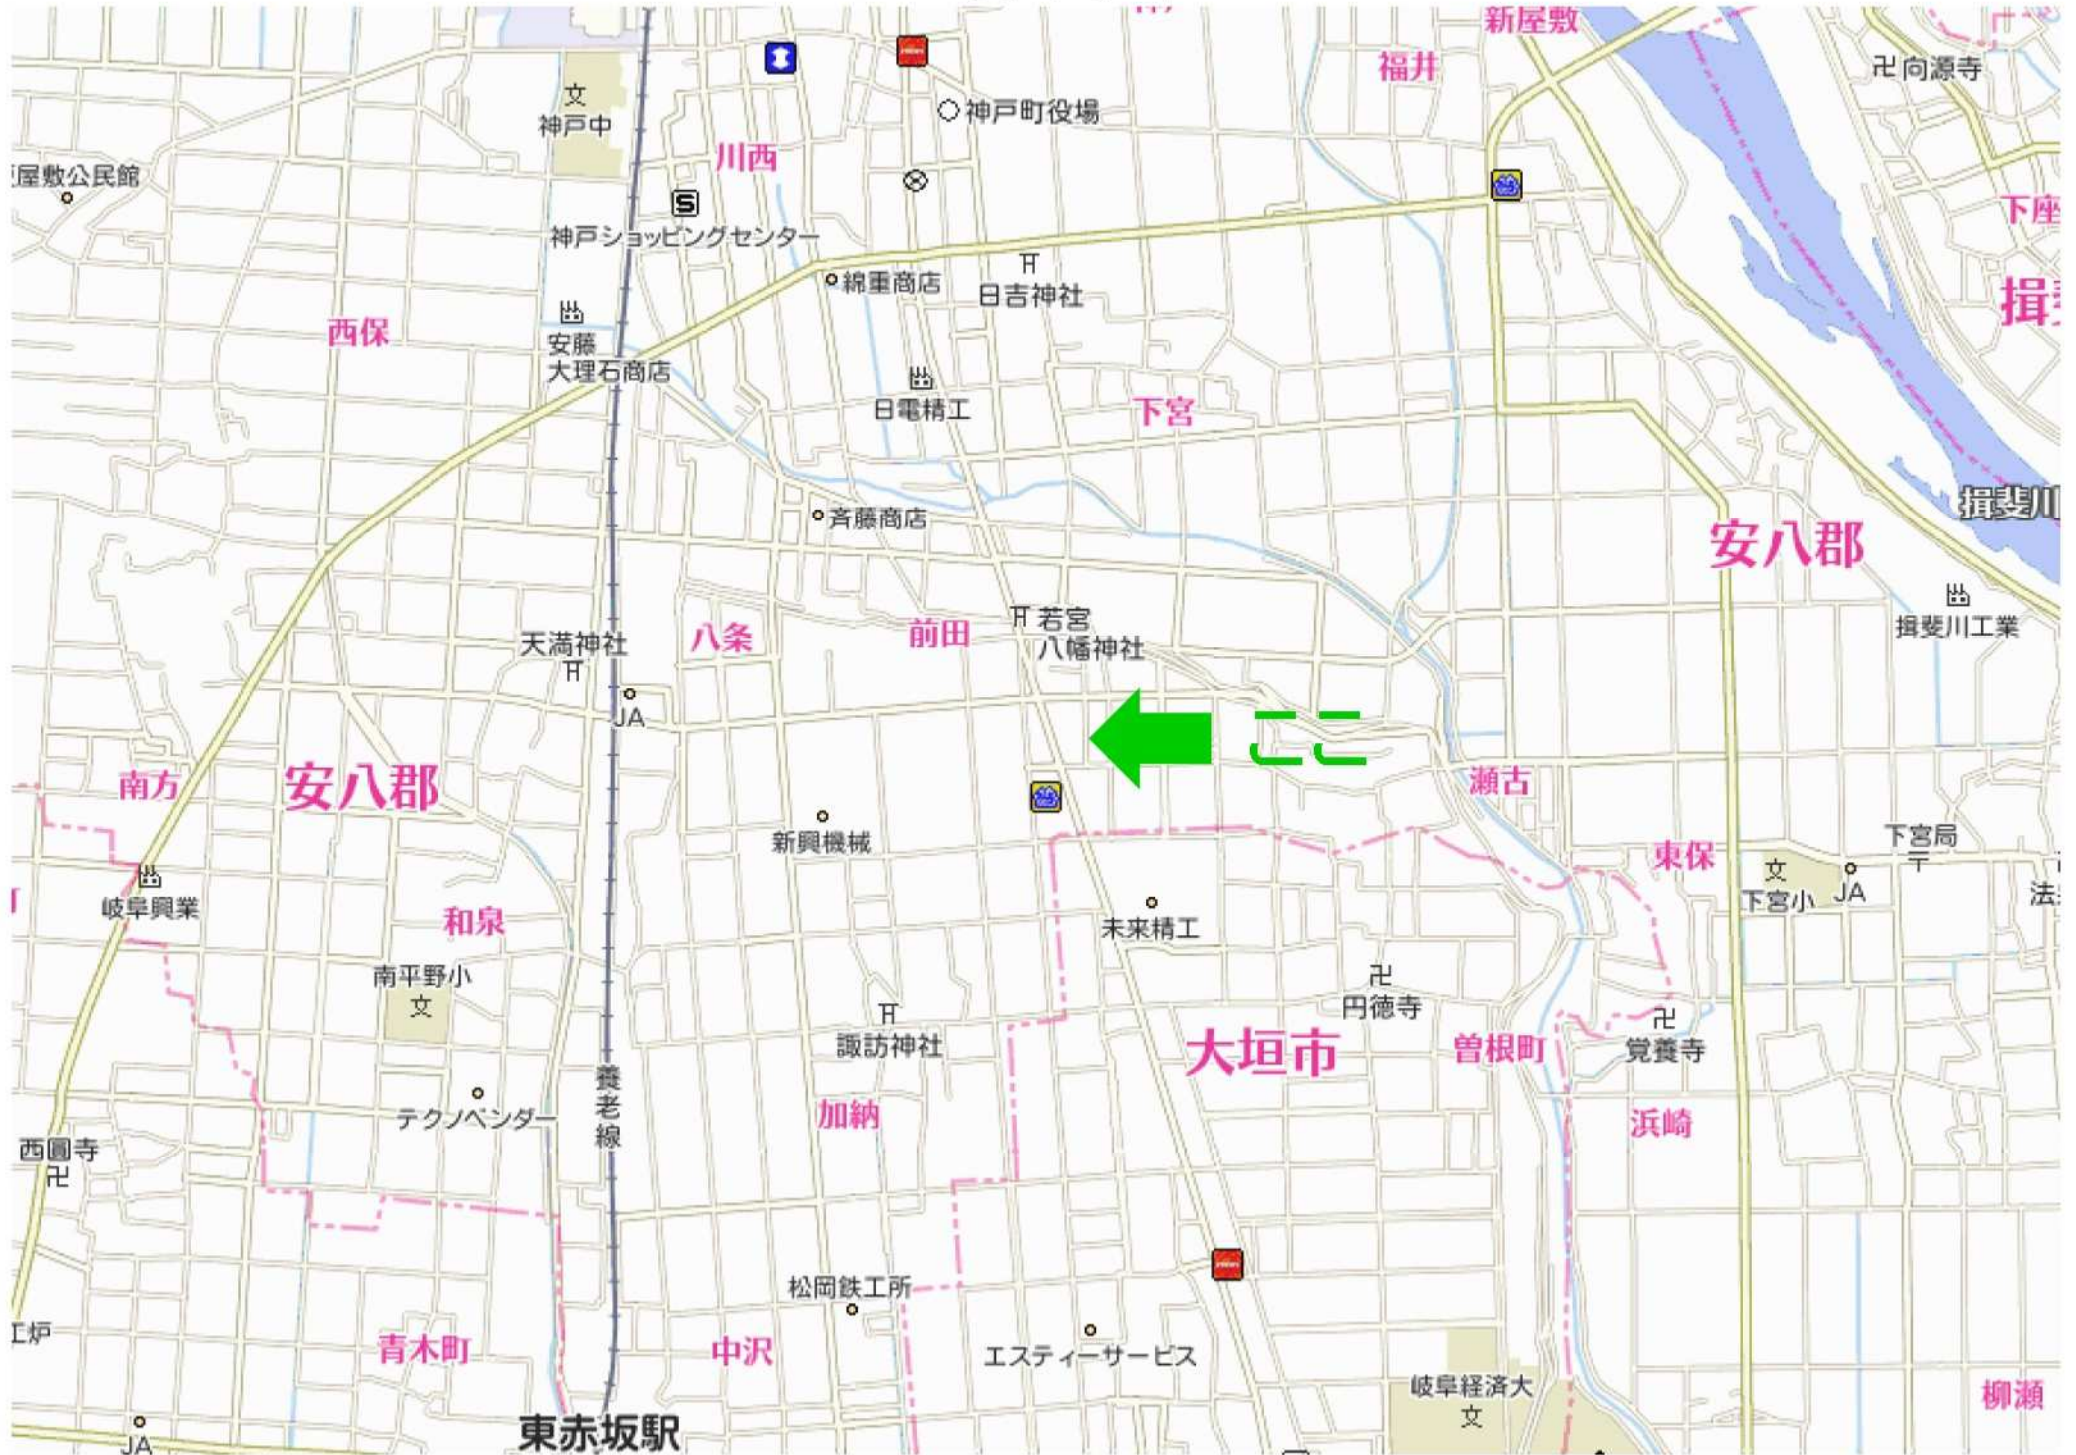 新屋敷
福井
卍向源寺
文
神戸中
神戸町役場
川西
屋敷公民館
S
神戸ショッピングセンター
下座
綿重商店
日吉神社
揖
西保
安藤
大理石商店
日電精工
下宮
揖斐川
斉藤商店
安八郡
揖斐川工業
若宮
八幡神社
天満神社
八条
前田
JA
ここ
南方
安八郡
瀬古
新興機械
下宮局
〒
東保
文
下宮小
JA
法
岐阜興業
和泉
未来精工
南平野小
文
卍
円徳寺
諏訪神社
大垣市
曽根町
卍
覚養寺
養老線
テクノベンダー
加納
浜崎
西圓寺
卍
松岡鉄工所
工炉
青木町
中沢
エスティーサービス
岐阜経済大
文
柳瀬
東赤坂駅
JA